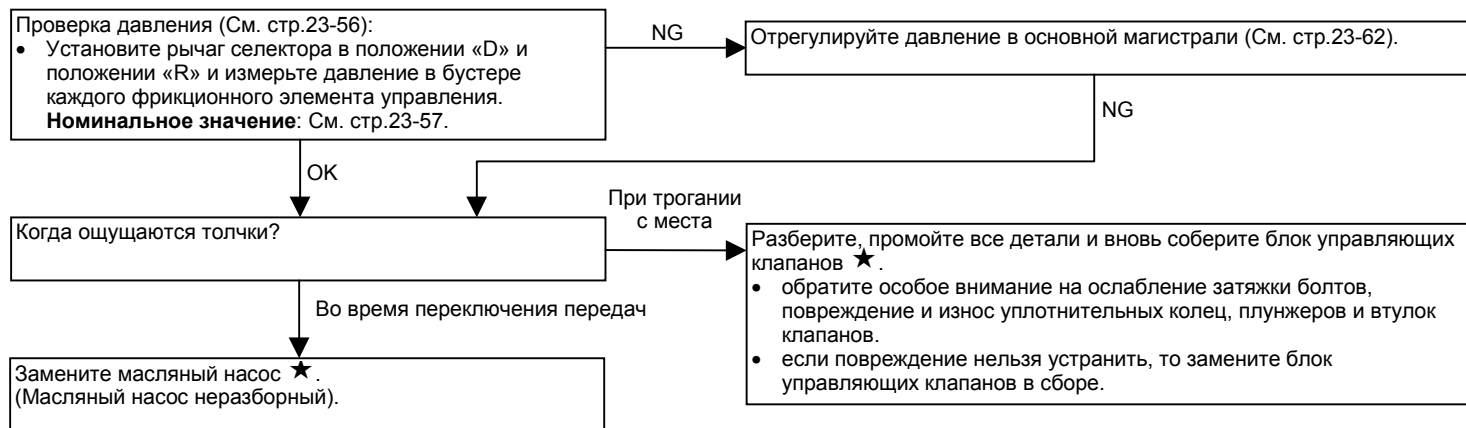 Проверка давления (См. стр.23-56):
• Установите рычаг селектора в положении «D» и
положении «R» и измерьте давление в бустере
каждого фрикционного элемента управления.
Номинальное значение: См. стр.23-57.
NG
Отрегулируйте давление в основной магистрали (См. стр.23-62).
NG
OK
Когда ощущаются толчки?
При трогании
с места
Разберите, промойте все детали и вновь соберите блок управляющих
клапанов ★.
• обратите особое внимание на ослабление затяжки болтов,
повреждение и износ уплотнительных колец, плунжеров и втулок
клапанов.
• если повреждение нельзя устранить, то замените блок
управляющих клапанов в сборе.
Во время переключения передач
Замените масляный насос ★.
(Масляный насос неразборный).